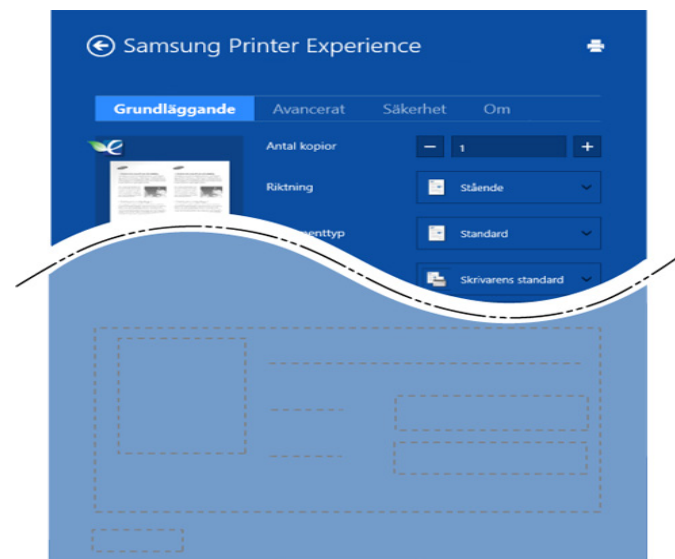 Samsung Printer Experience
Grundläggande Avancerat Säkerhet Om
Antal kopior 1
Riktning Stående
Standard
Skrivarens standard